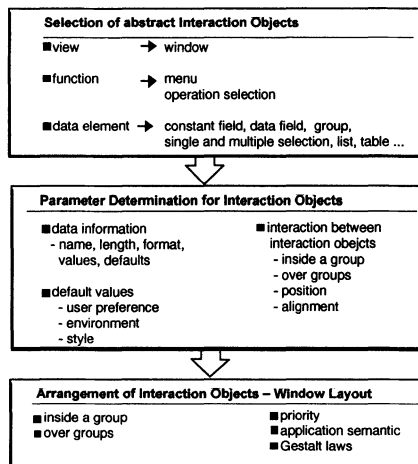 Selection of abstract Interaction Objects
■ view → window
■ function → menu
operation selection
■ data element → constant field, data field, group,
single and multiple selection, list, table ...
Parameter Determination for Interaction Objects
■ data information
- name, length, format,
values, defaults
■ default values
- user preference
- environment
- style
■ interaction between
interaction obejcts
- inside a group
- over groups
- position
- alignment
Arrangement of Interaction Objects – Window Layout
■ inside a group
■ over groups
■ priority
■ application semantic
■ Gestalt laws